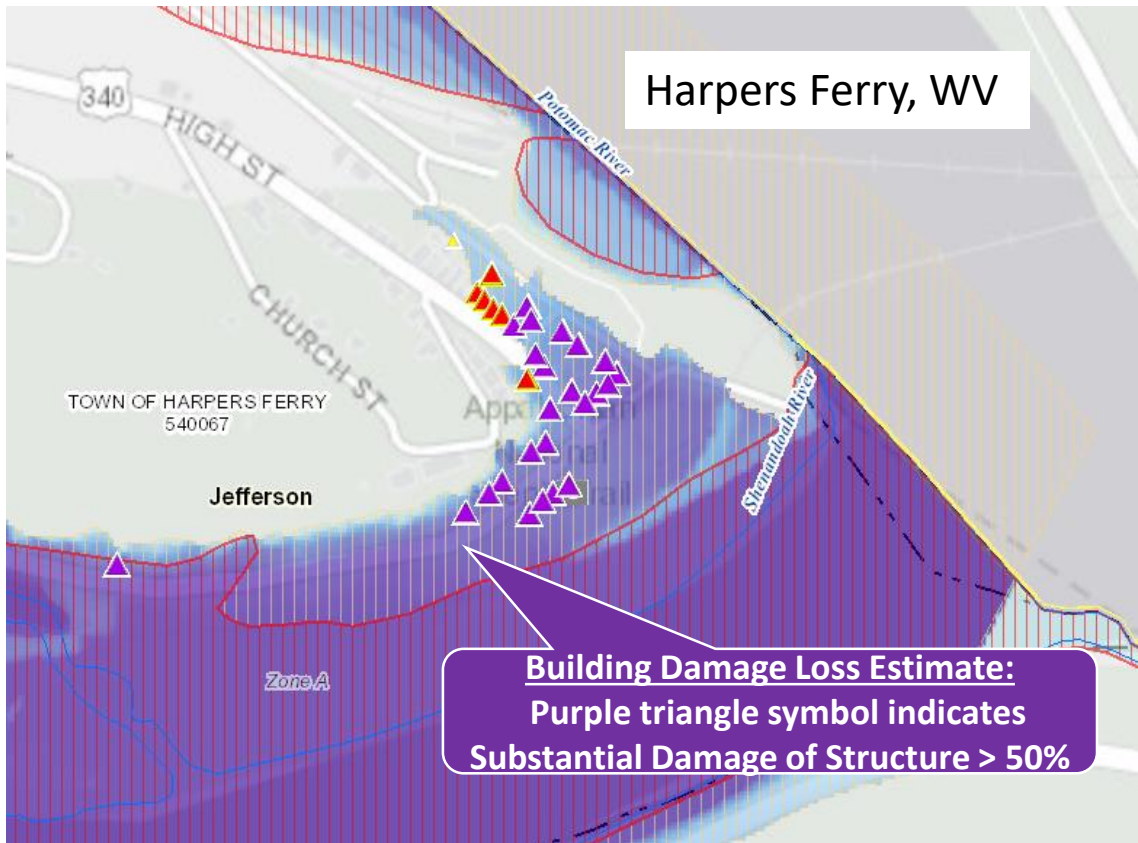 Harpers Ferry, WV
340
HIGH ST
Potomac River
CHURCH ST
TOWN OF HARPERS FERRY
540067
Jefferson
Shenandoah River
Zone A
Building Damage Loss Estimate:
Purple triangle symbol indicates
Substantial Damage of Structure > 50%